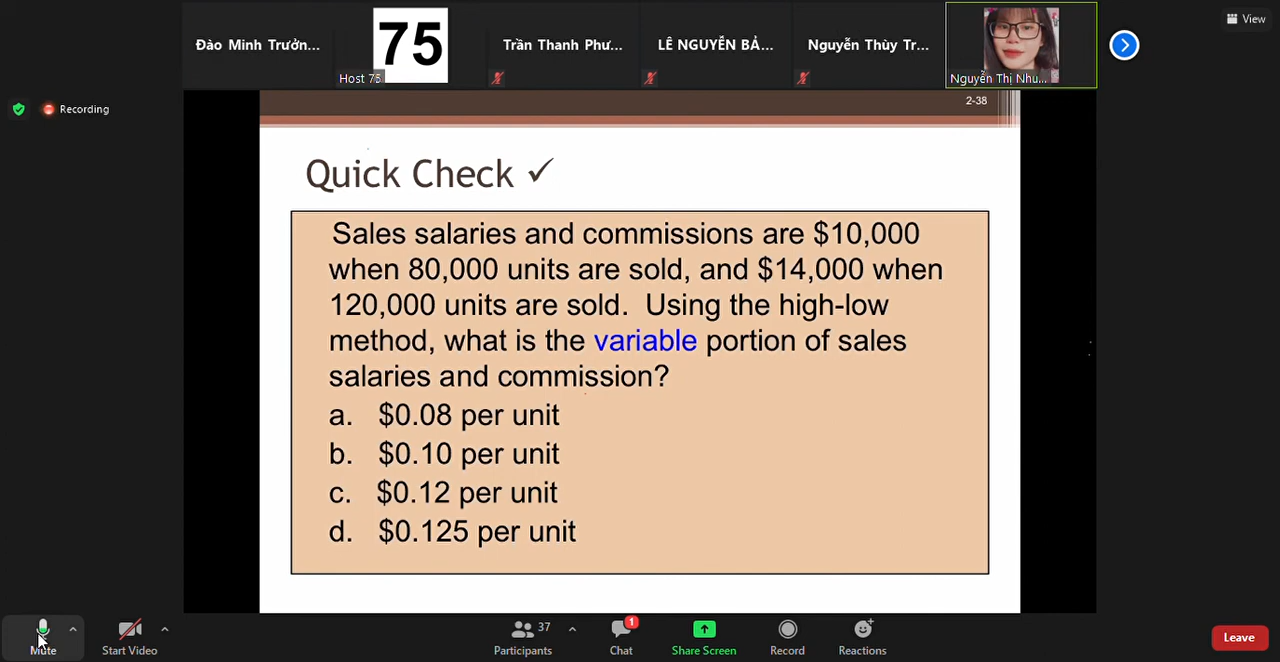 Đào Minh Trưởn...
75
Host 75
Trần Thanh Phư...
LÊ NGUYỄN BẢ...
Nguyễn Thùy Tr...
Nguyễn Thị Nhu...
View
Recording
2-38
Quick Check ✓
Sales salaries and commissions are $10,000
when 80,000 units are sold, and $14,000 when
120,000 units are sold. Using the high-low
method, what is the variable portion of sales
salaries and commission?
a. $0.08 per unit
b. $0.10 per unit
c. $0.12 per unit
d. $0.125 per unit
Mute
Start Video
Participants
37
Chat
1
Share Screen
Record
Reactions
Leave